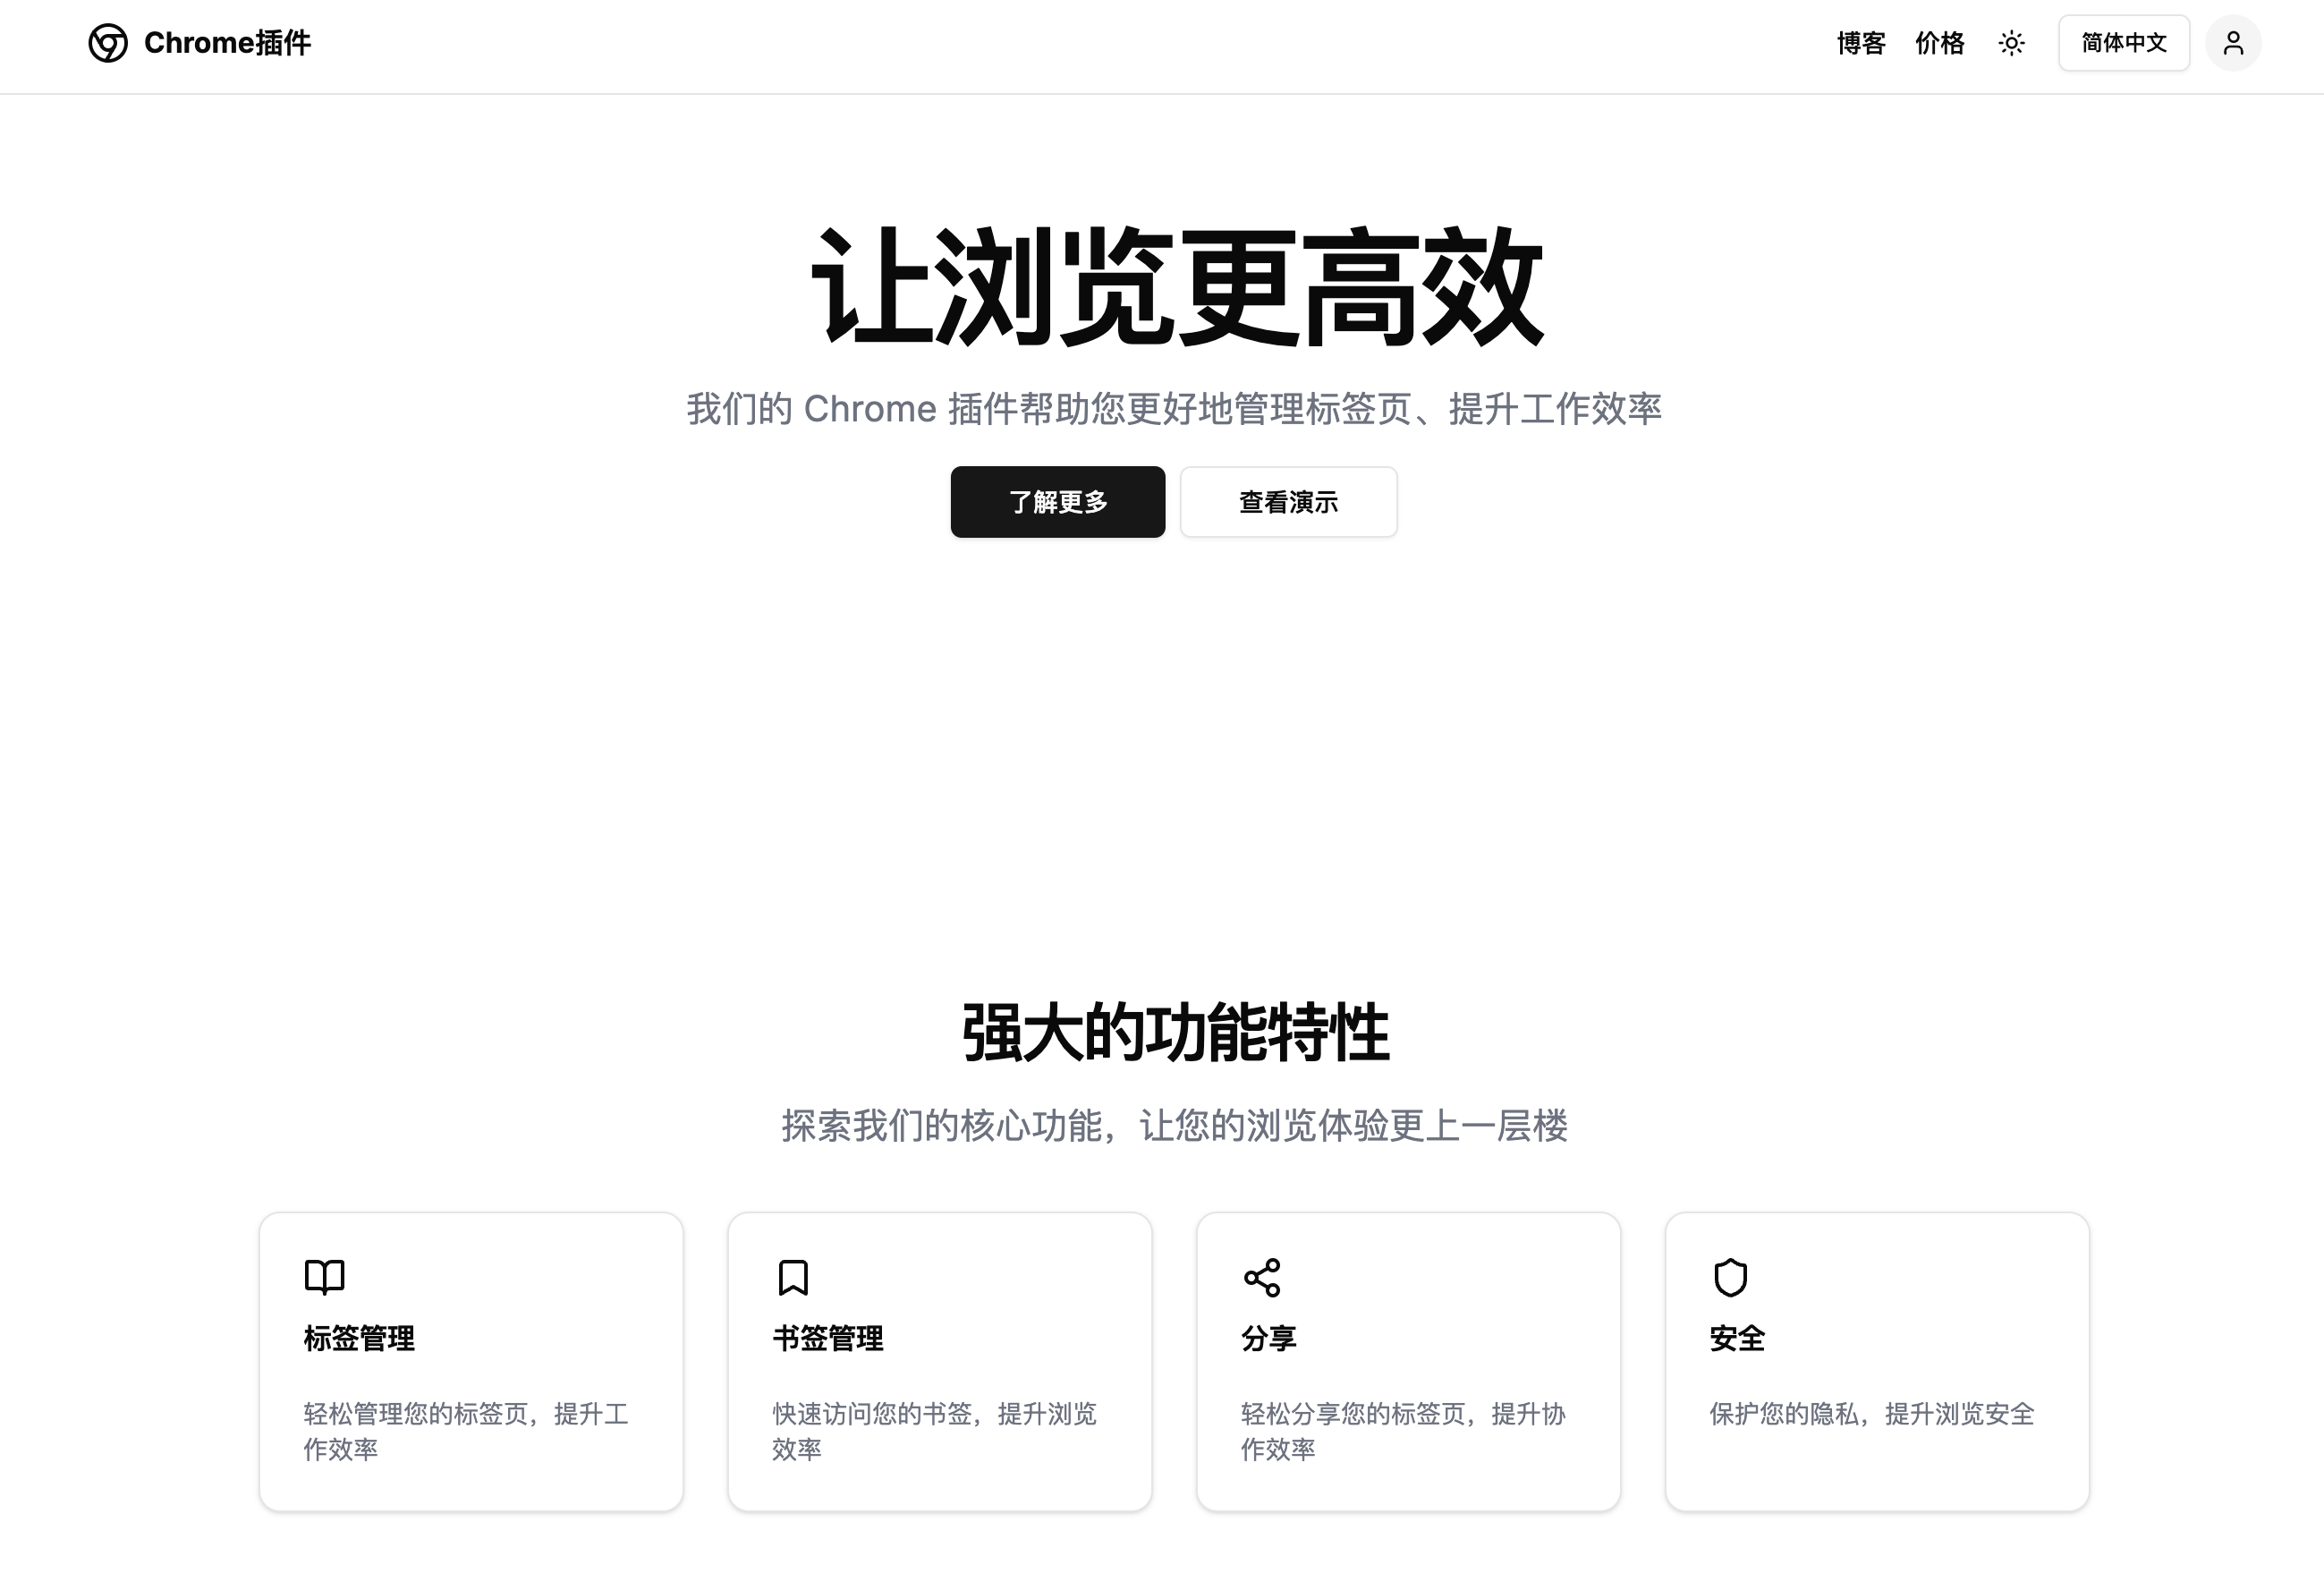 Chrome插件
博客 价格 简体中文
让浏览更高效
我们的 Chrome 插件帮助您更好地管理标签页、提升工作效率
了解更多 查看演示
强大的功能特性
探索我们的核心功能，让您的浏览体验更上一层楼
标签管理
轻松管理您的标签页，提升工
作效率
书签管理
快速访问您的书签，提升浏览
效率
分享
轻松分享您的标签页，提升协
作效率
安全
保护您的隐私，提升浏览安全